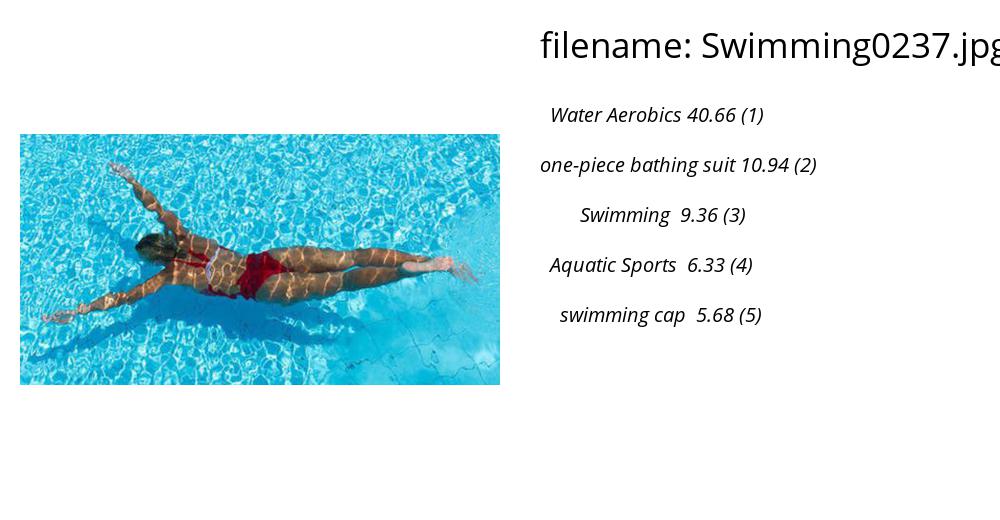 filename: Swimming0237.jpg
Water Aerobics 40.66 (1)
one-piece bathing suit 10.94 (2)
Swimming 9.36 (3)
Aquatic Sports 6.33 (4)
swimming cap 5.68 (5)